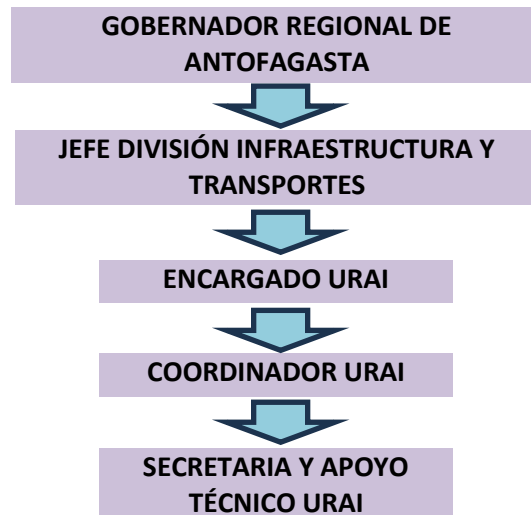 GOBERNADOR REGIONAL DE
ANTOFAGASTA
JEFE DIVISIÓN INFRAESTRUCTURA Y
TRANSPORTES
ENCARGADO URAI
COORDINADOR URAI
SECRETARIA Y APOYO
TÉCNICO URAI